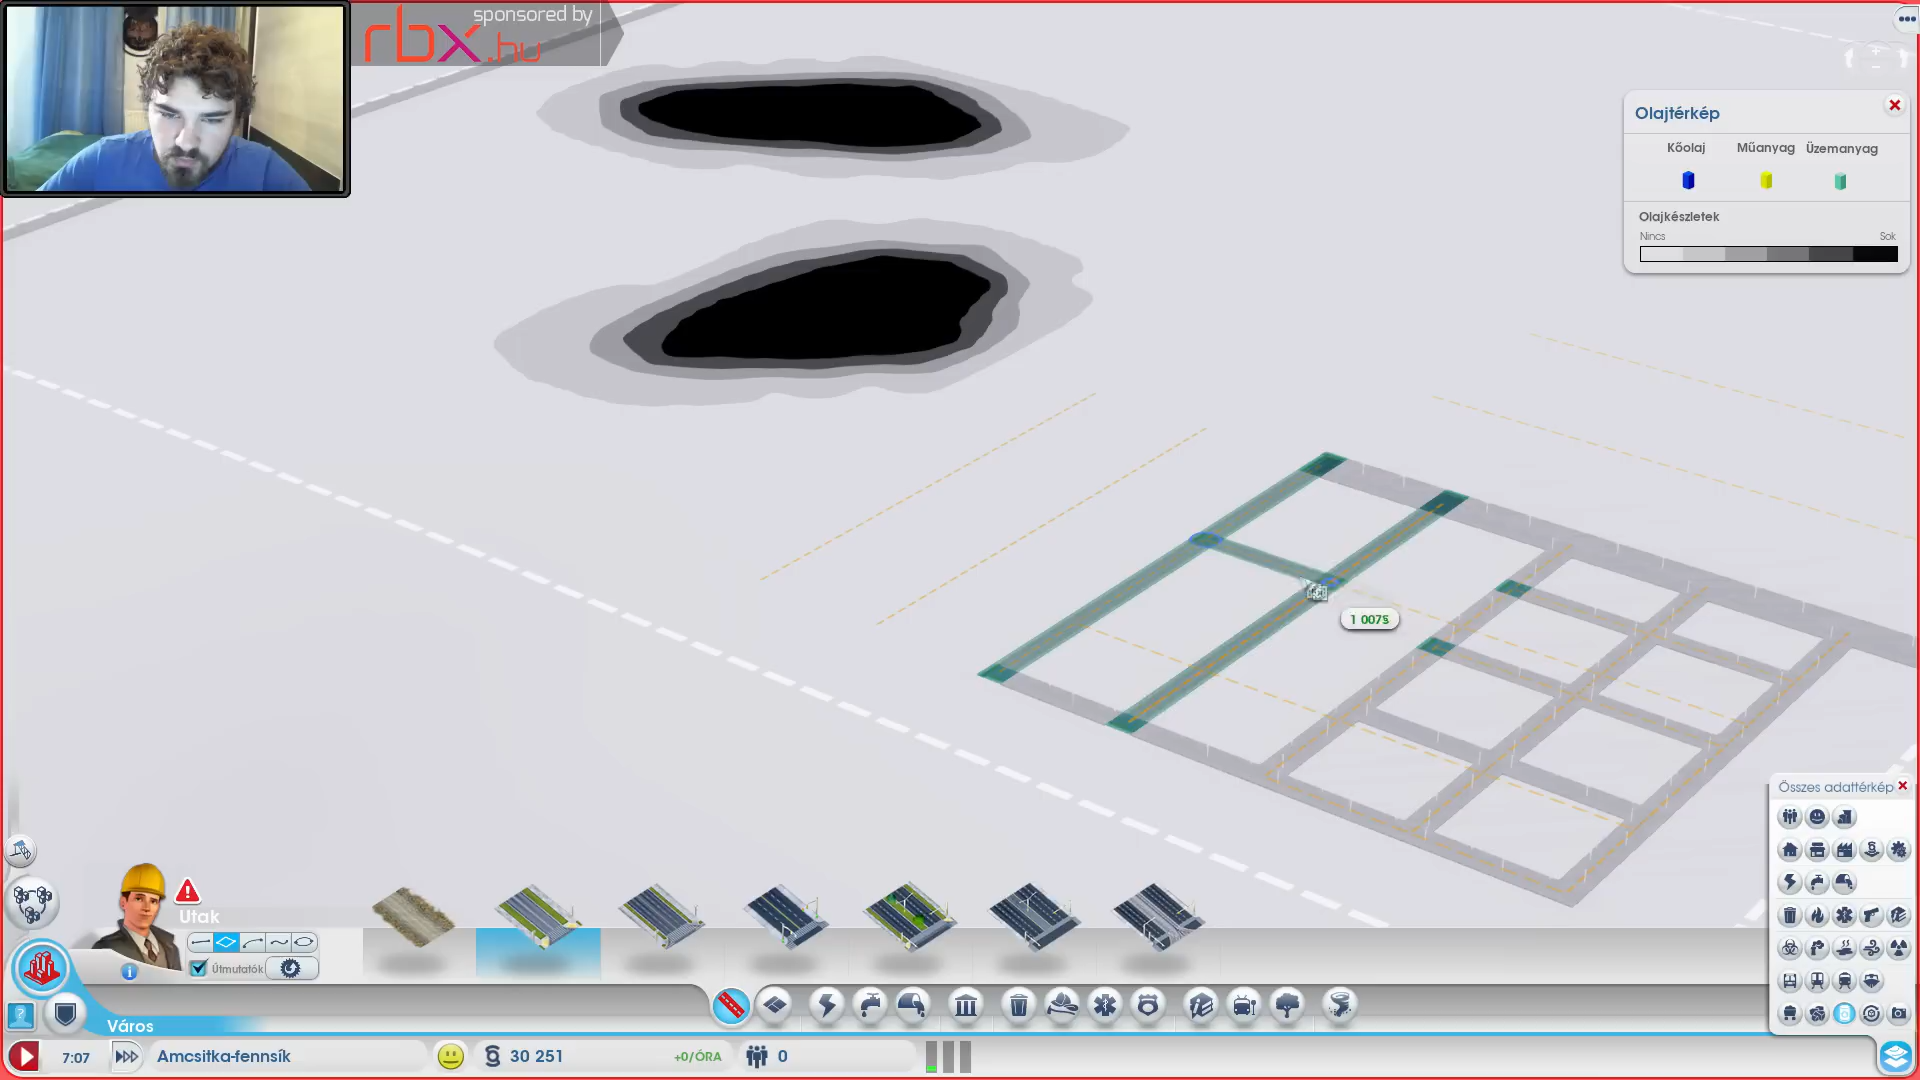 sponsored by
rbx.hu
Olajtérkép
Kőolaj Műanyag Üzemanyag
Olajkészletek
Nincs Sok
1 007§
Összes adattérkép
Utak
Útmutatók
Város
7:07 Amcsitka-fennsík 30 251 +0/ÓRA 0